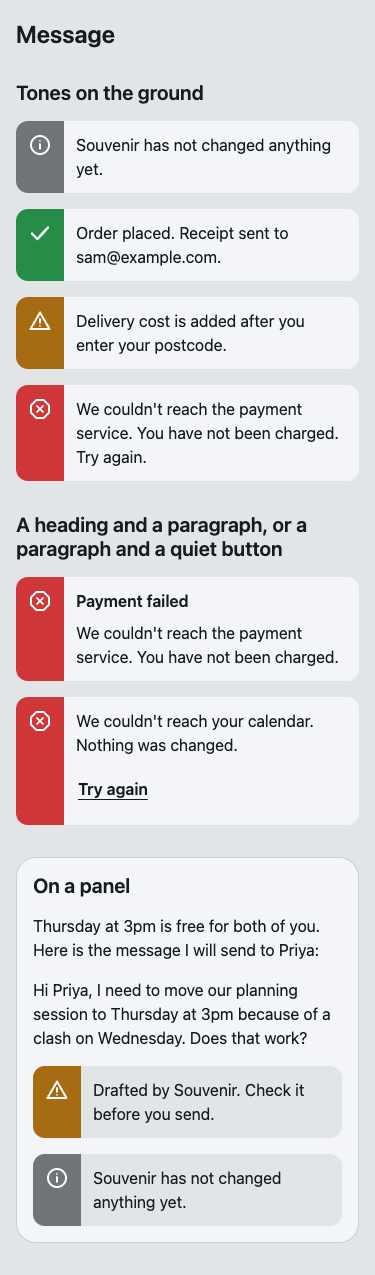 Message
Tones on the ground
Souvenir has not changed anything
yet.
Order placed. Receipt sent to
sam@example.com.
Delivery cost is added after you
enter your postcode.
We couldn't reach the payment
service. You have not been charged.
Try again.
A heading and a paragraph, or a
paragraph and a quiet button
Payment failed
We couldn't reach the payment
service. You have not been charged.
We couldn't reach your calendar.
Nothing was changed.
Try again
On a panel
Thursday at 3pm is free for both of you.
Here is the message I will send to Priya:
Hi Priya, I need to move our planning
session to Thursday at 3pm because of a
clash on Wednesday. Does that work?
Drafted by Souvenir. Check it
before you send.
Souvenir has not changed
anything yet.